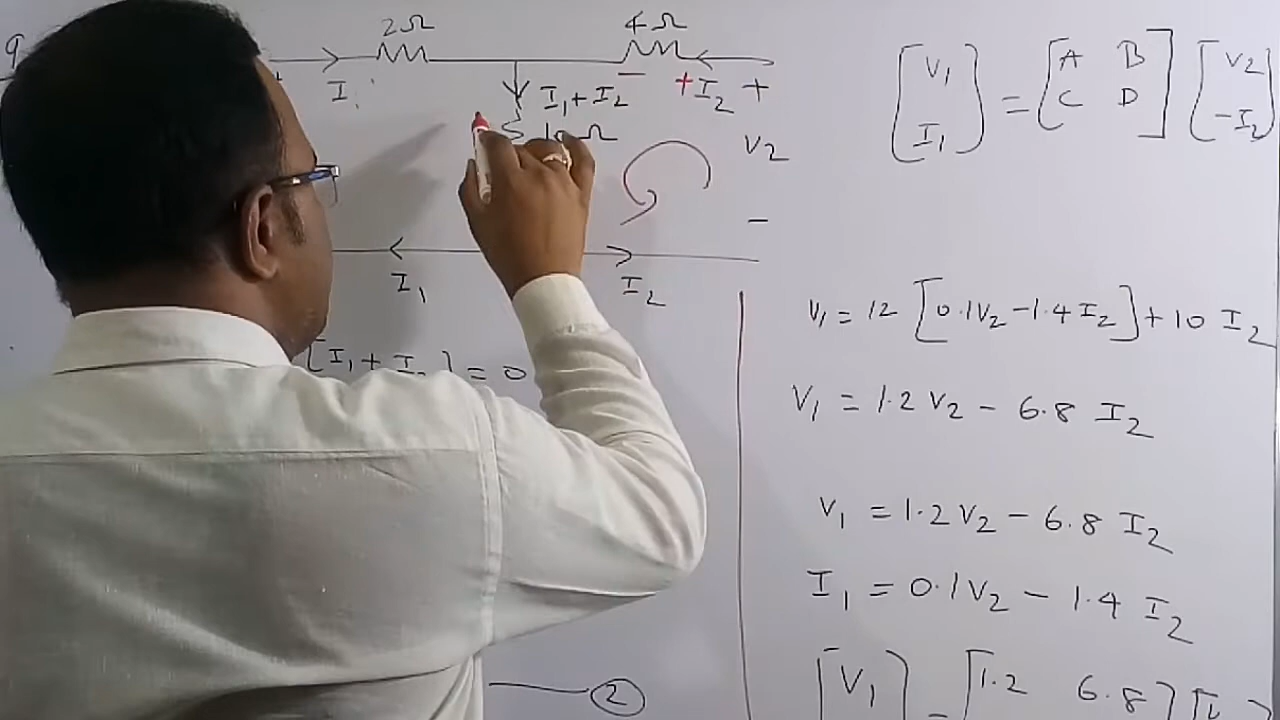 9
2Ω
4Ω
I₁
I₁+I₂
− + I₂ +
10 Ω
V₂
−
I₁
I₂
[I₁ + I₂] = 0
2
[V₁ I₁] = [A B C D] [V₂ -I₂]
V₁ = 12 [0.1V₂ - 1.4 I₂] + 10 I₂
V₁ = 1.2 V₂ - 6.8 I₂
V₁ = 1.2 V₂ - 6.8 I₂
I₁ = 0.1V₂ - 1.4 I₂
[V₁] = [1.2 6.8]